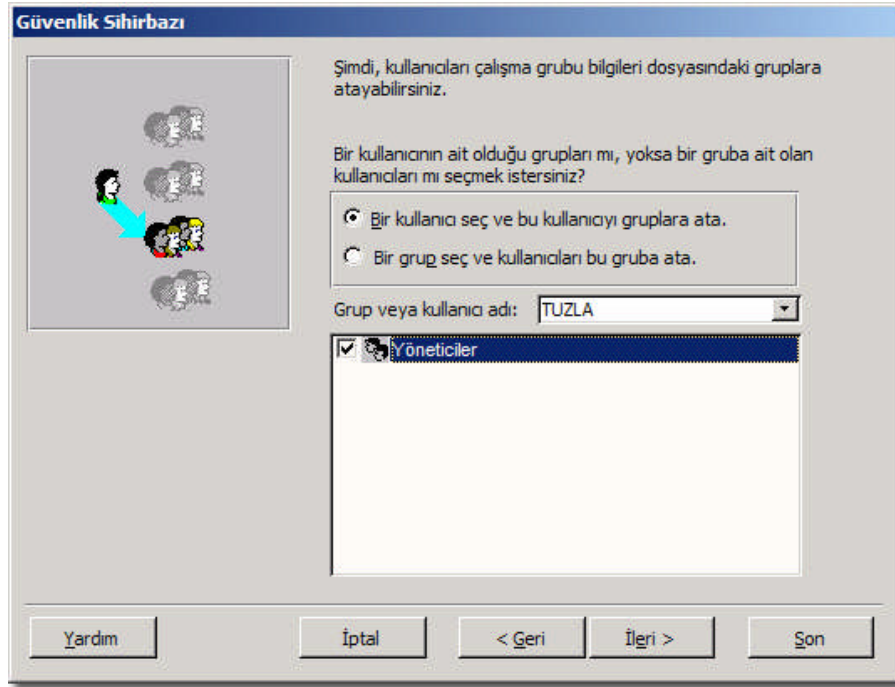 Güvenlik Sihirbazı
Şimdi, kullanıcıları çalışma grubu bilgileri dosyasındaki gruplara
atayabilirsiniz.
Bir kullanıcının ait olduğu grupları mı, yoksa bir gruba ait olan
kullanıcıları mı seçmek istersiniz?
Bir kullanıcı seç ve bu kullanıcıyı gruplara ata.
Bir grup seç ve kullanıcıları bu gruba ata.
Grup veya kullanıcı adı: TUZLA
Yöneticiler
Yardım İptal < Geri İleri > Son